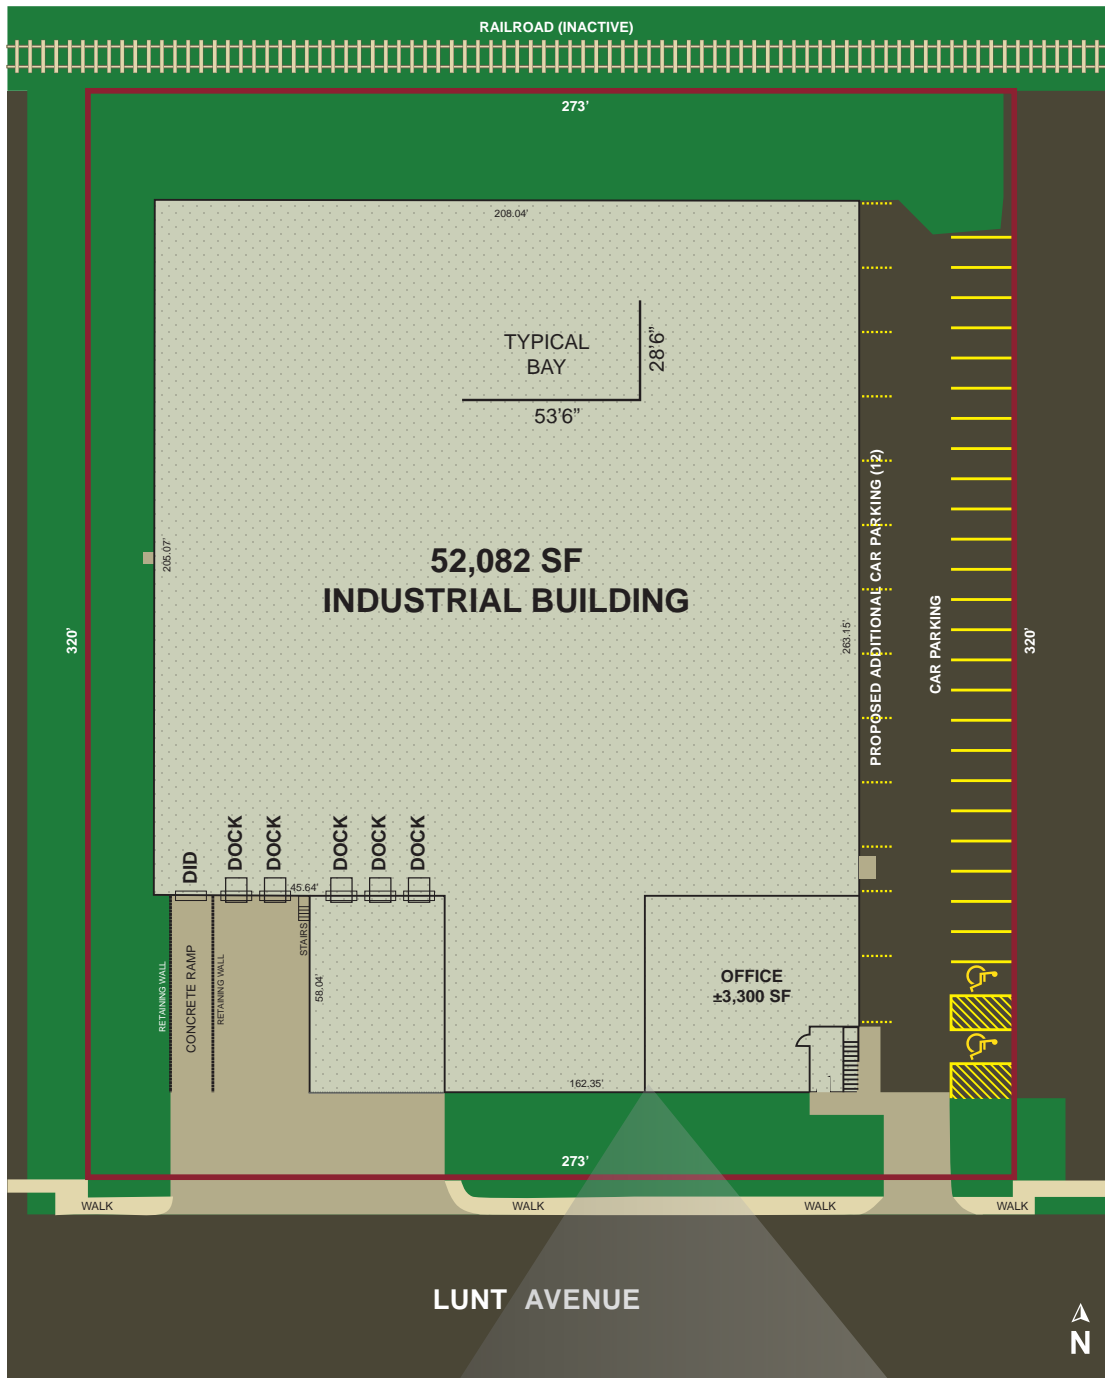 RAILROAD (INACTIVE)
273'
208.04'
TYPICAL
BAY
28'6"
53'6”
205.07'
52,082 SF
INDUSTRIAL BUILDING
320'
263.15'
PROPOSED ADDITIONAL CAR PARKING (12)
CAR PARKING
320'
DID
DOCK
DOCK
DOCK
DOCK
DOCK
45.64'
STAIRS
RETAINING WALL
CONCRETE RAMP
RETAINING WALL
58.04'
OFFICE
±3,300 SF
162.35'
273'
WALK
WALK
WALK
WALK
LUNT AVENUE
N